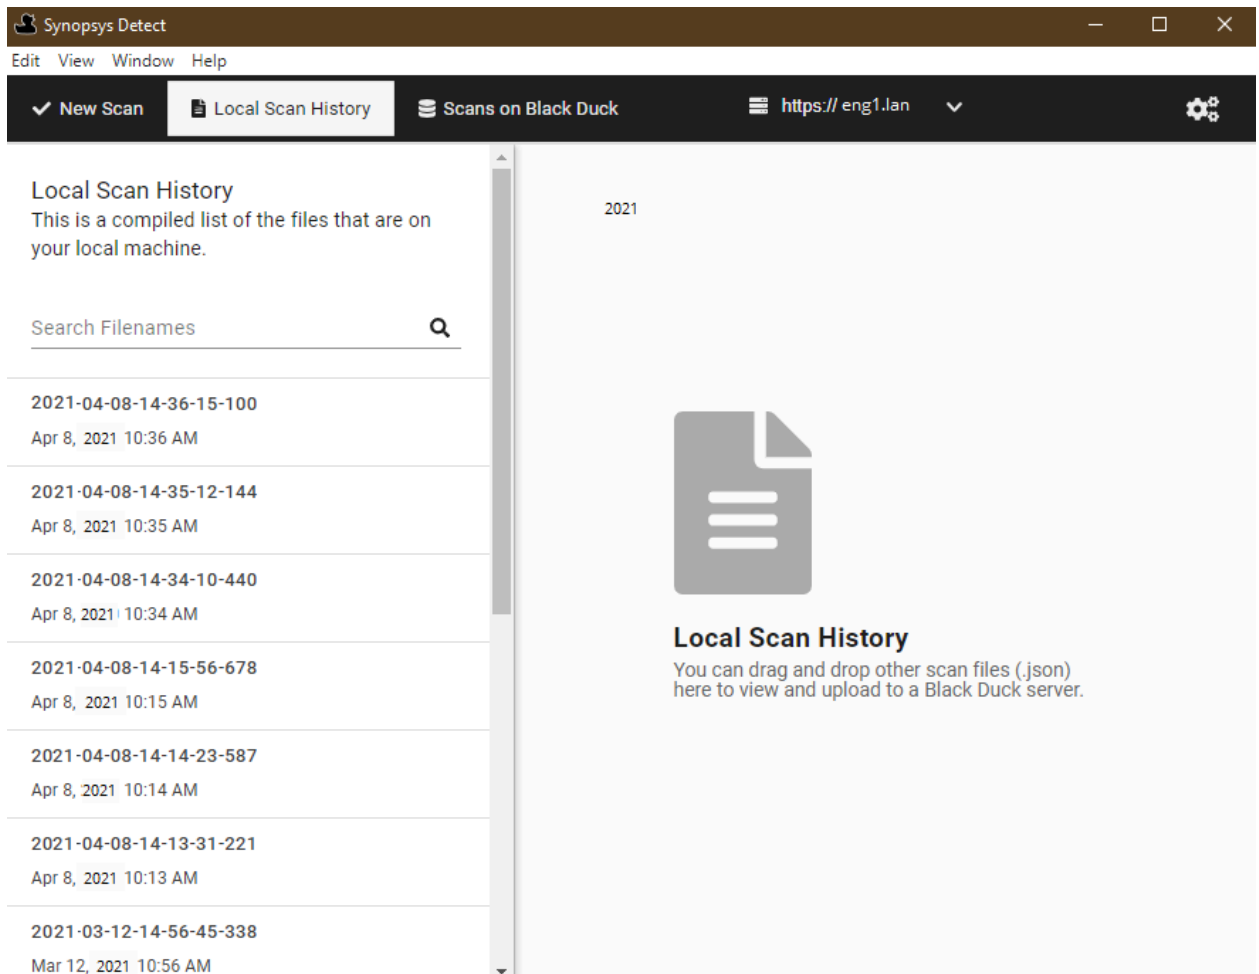 Synopsys Detect
Edit View Window Help
New Scan Local Scan History Scans on Black Duck https:// eng1.lan
Local Scan History
This is a compiled list of the files that are on
your local machine.
Search Filenames
2021-04-08-14-36-15-100
Apr 8, 2021 10:36 AM
2021-04-08-14-35-12-144
Apr 8, 2021 10:35 AM
2021-04-08-14-34-10-440
Apr 8, 2021 10:34 AM
2021-04-08-14-15-56-678
Apr 8, 2021 10:15 AM
2021-04-08-14-14-23-587
Apr 8, 2021 10:14 AM
2021-04-08-14-13-31-221
Apr 8, 2021 10:13 AM
2021-03-12-14-56-45-338
Mar 12, 2021 10:56 AM
2021
Local Scan History
You can drag and drop other scan files (.json)
here to view and upload to a Black Duck server.